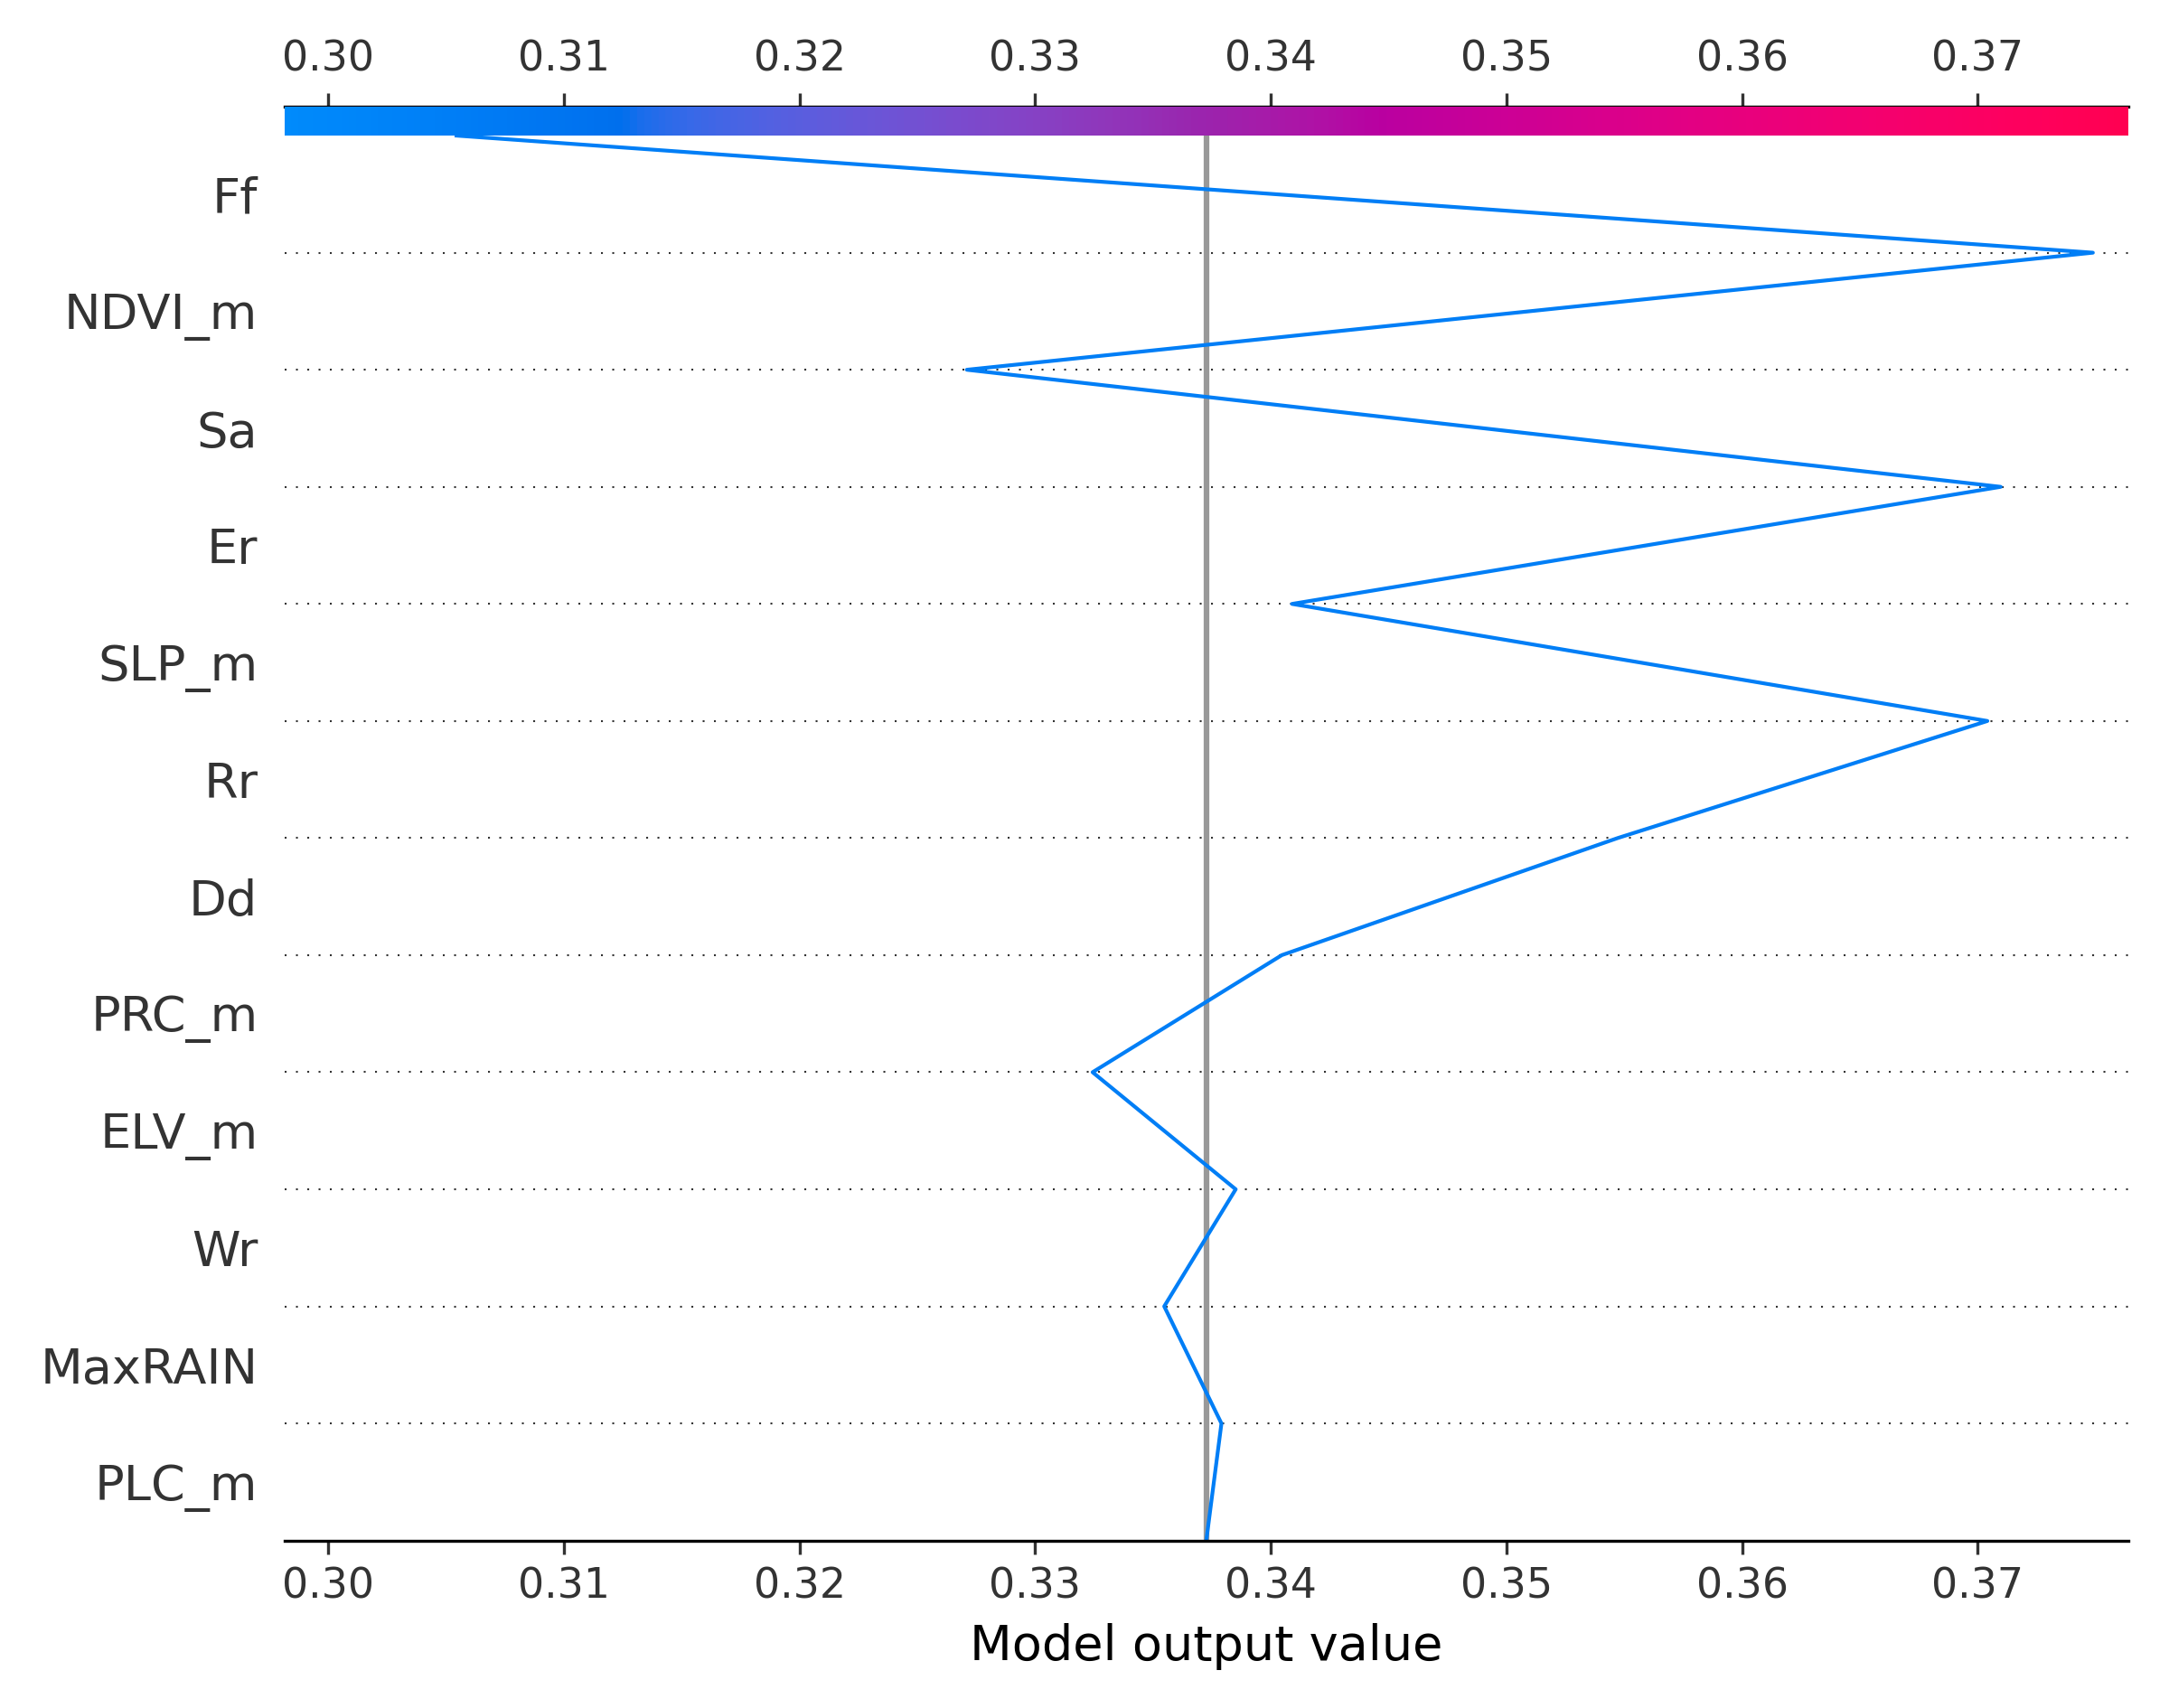 0.30 0.31 0.32 0.33 0.34 0.35 0.36 0.37
Ff
NDVI_m
Sa
Er
SLP_m
Rr
Dd
PRC_m
ELV_m
Wr
MaxRAIN
PLC_m
0.30 0.31 0.32 0.33 0.34 0.35 0.36 0.37
Model output value